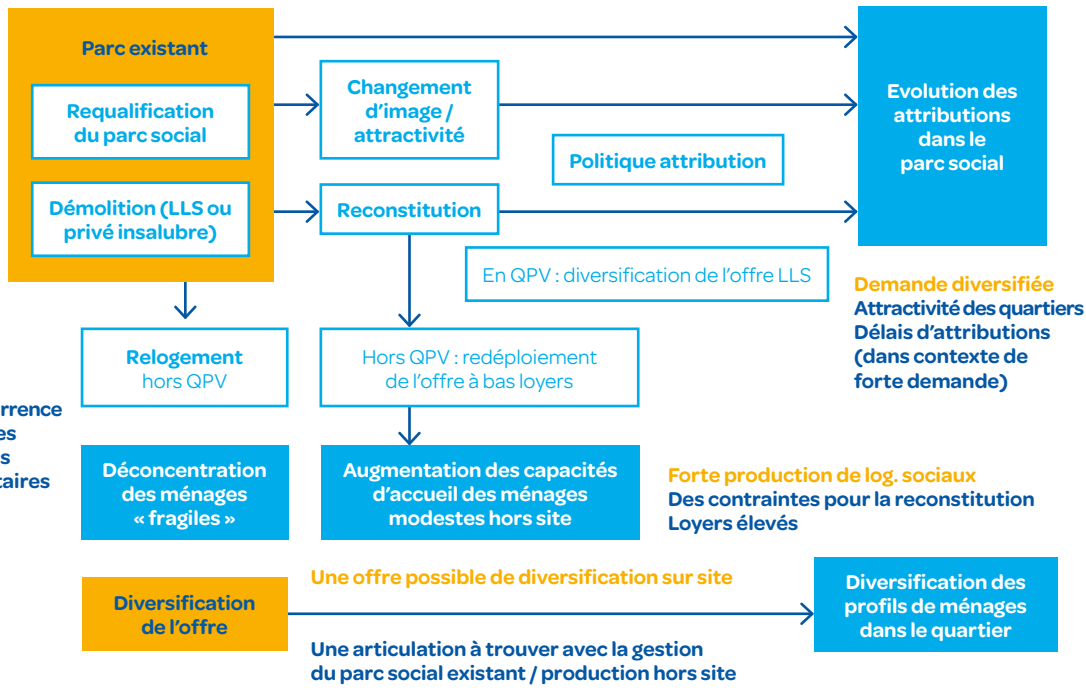 Parc existant
Requalification
du parc social
Démolition (LLS ou
privé insalubre)
Changement
d'image /
attractivité
Reconstitution
Politique attribution
En QPV : diversification de l'offre LLS
Evolution des
attributions
dans le
parc social
Demande diversifiée
Attractivité des quartiers
Délais d'attributions
(dans contexte de
forte demande)
Relogement
hors QPV
Hors QPV : redéploiement
de l'offre à bas loyers
Déconcentration
des ménages
« fragiles »
Augmentation des capacités
d'accueil des ménages
modestes hors site
Forte production de log. sociaux
Des contraintes pour la reconstitution
Loyers élevés
Diversification
de l'offre
Une offre possible de diversification sur site
Une articulation à trouver avec la gestion
du parc social existant / production hors site
Diversification des
profils de ménages
dans le quartier